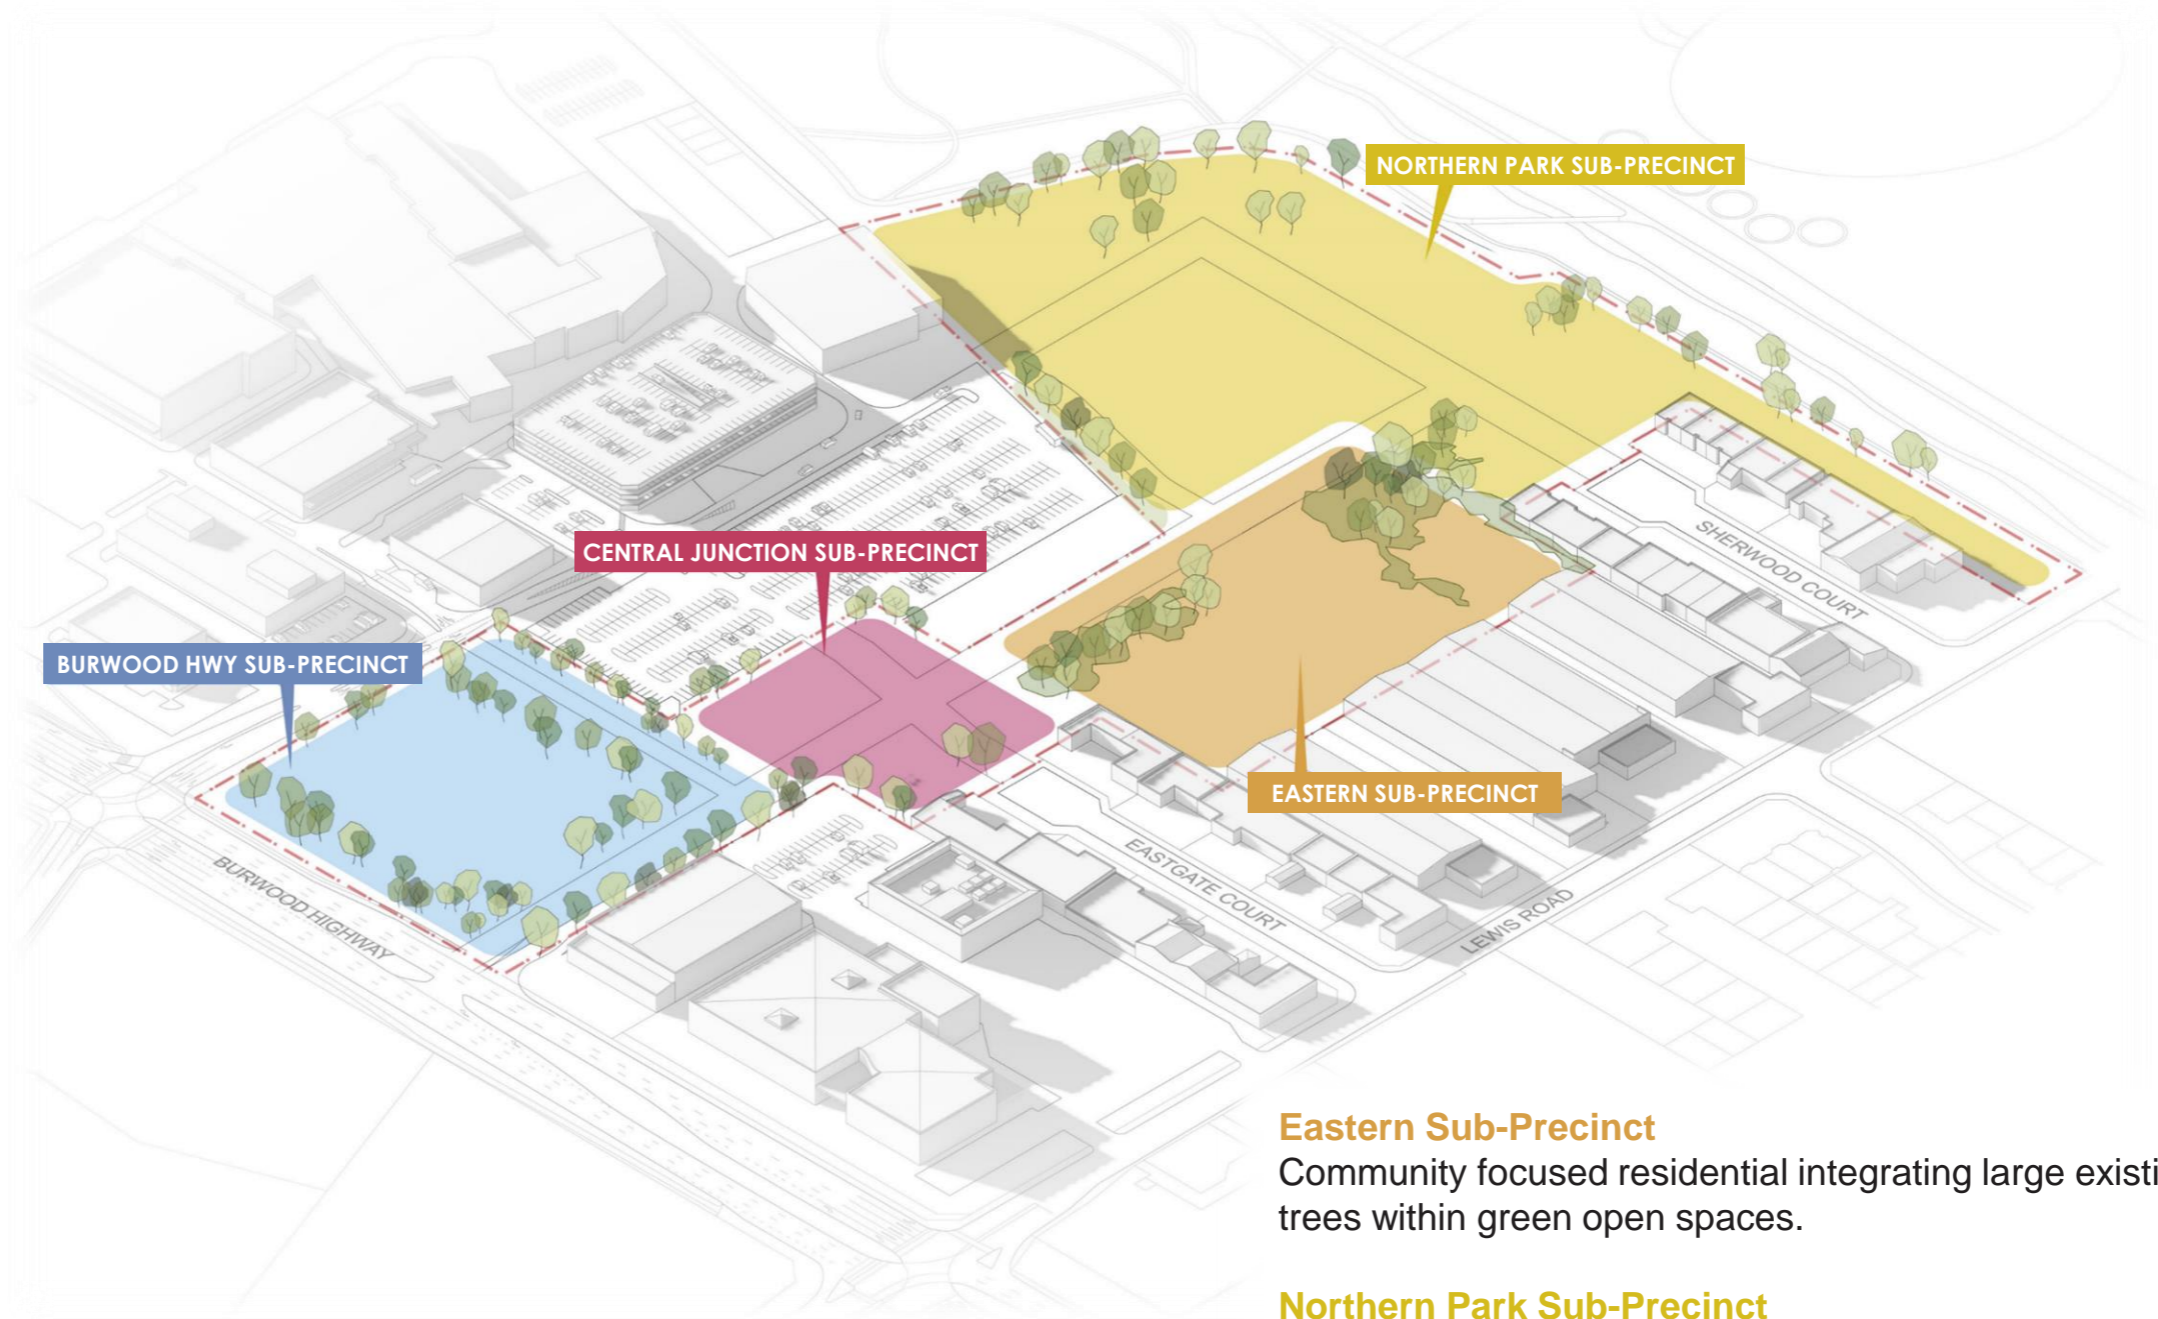 NORTHERN PARK SUB-PRECINCT
CENTRAL JUNCTION SUB-PRECINCT
SHERWOOD COURT
BURWOOD HWY SUB-PRECINCT
EASTERN SUB-PRECINCT
BURWOOD HIGHWAY
EASTGATE COURT
LEWIS ROAD
Eastern Sub-Precinct
Community focused residential integrating large existi
trees within green open spaces.
Northern Park Sub-Precinct